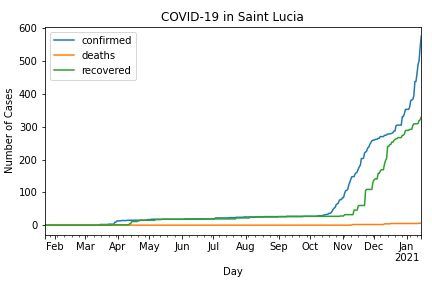 COVID-19 in Saint Lucia
confirmed
deaths
recovered
Number of Cases
600
500
400
300
200
100
0
Feb Mar Apr May Jun Jul Aug Sep Oct Nov Dec Jan
2021
Day